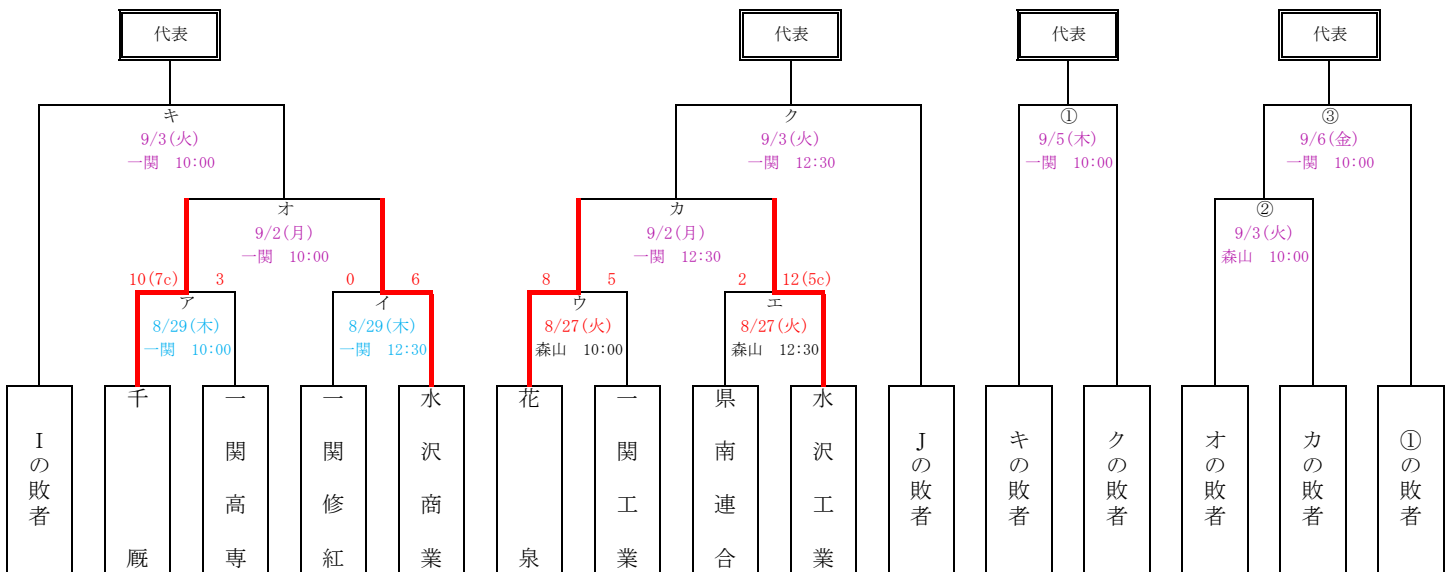 代表
代表
代表
代表
キ
9/3(火)
一関 10:00
ク
9/3(火)
一関 12:30
①
9/5(木)
一関 10:00
③
9/6(金)
一関 10:00
オ
9/2(月)
一関 10:00
カ
9/2(月)
一関 12:30
②
9/3(火)
森山 10:00
10(7c) 3
ア
8/29(木)
一関 10:00
0 6
イ
8/29(木)
一関 12:30
8 5
ウ
8/27(火)
森山 10:00
2 12(5c)
エ
8/27(火)
森山 12:30
Iの敗者
千厩
一関高専
一関修紅
水沢商業
花泉
一関工業
県南連合
水沢工業
Jの敗者
キの敗者
クの敗者
オの敗者
カの敗者
①の敗者